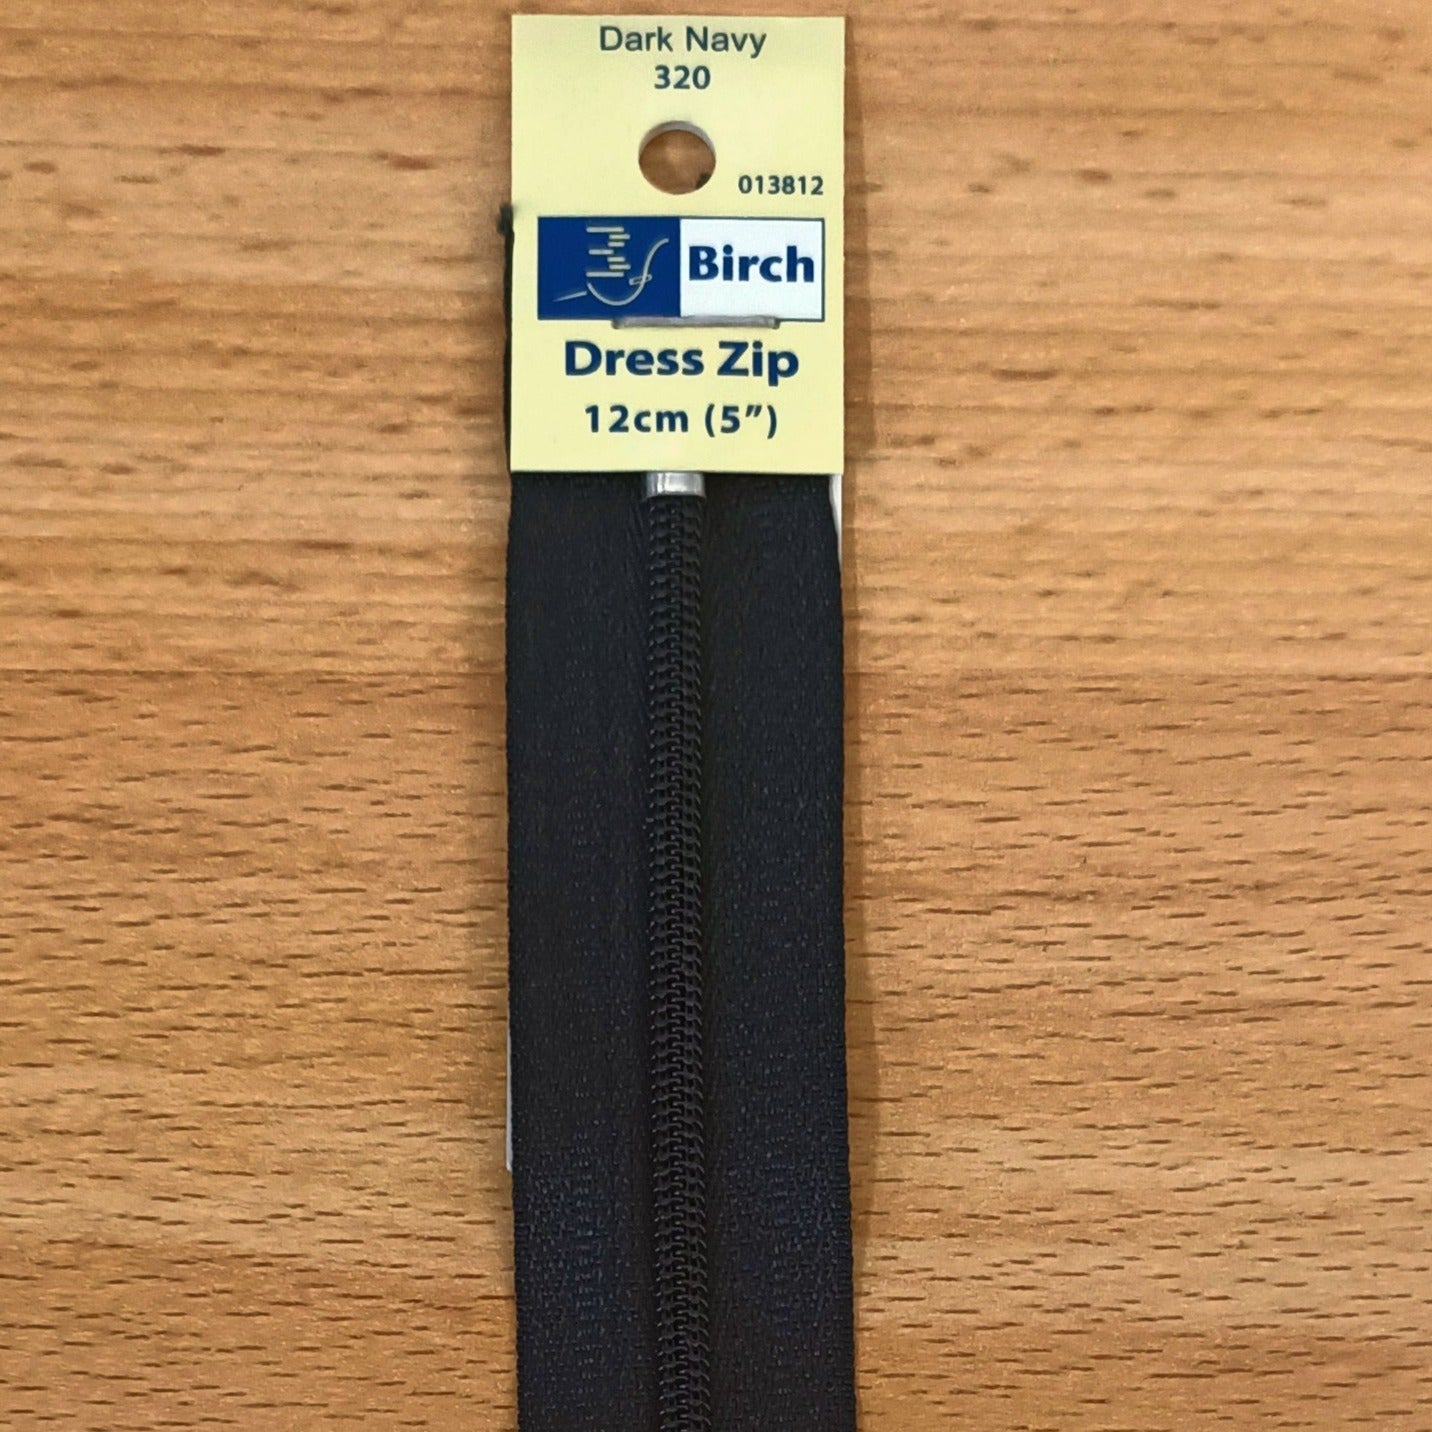 Dark Navy
320
013812
Birch
Dress Zip
12cm (5”)